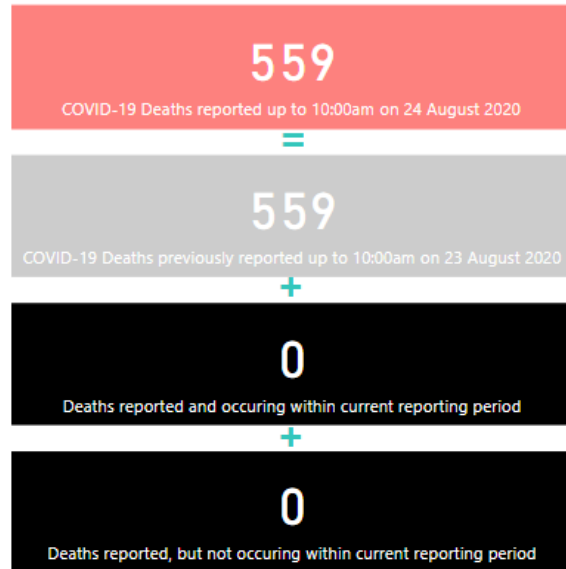 559
COVID-19 Deaths reported up to 10:00am on 24 August 2020
=
559
COVID-19 Deaths previously reported up to 10:00am on 23 August 2020
+
0
Deaths reported and occuring within current reporting period
+
0
Deaths reported, but not occuring within current reporting period